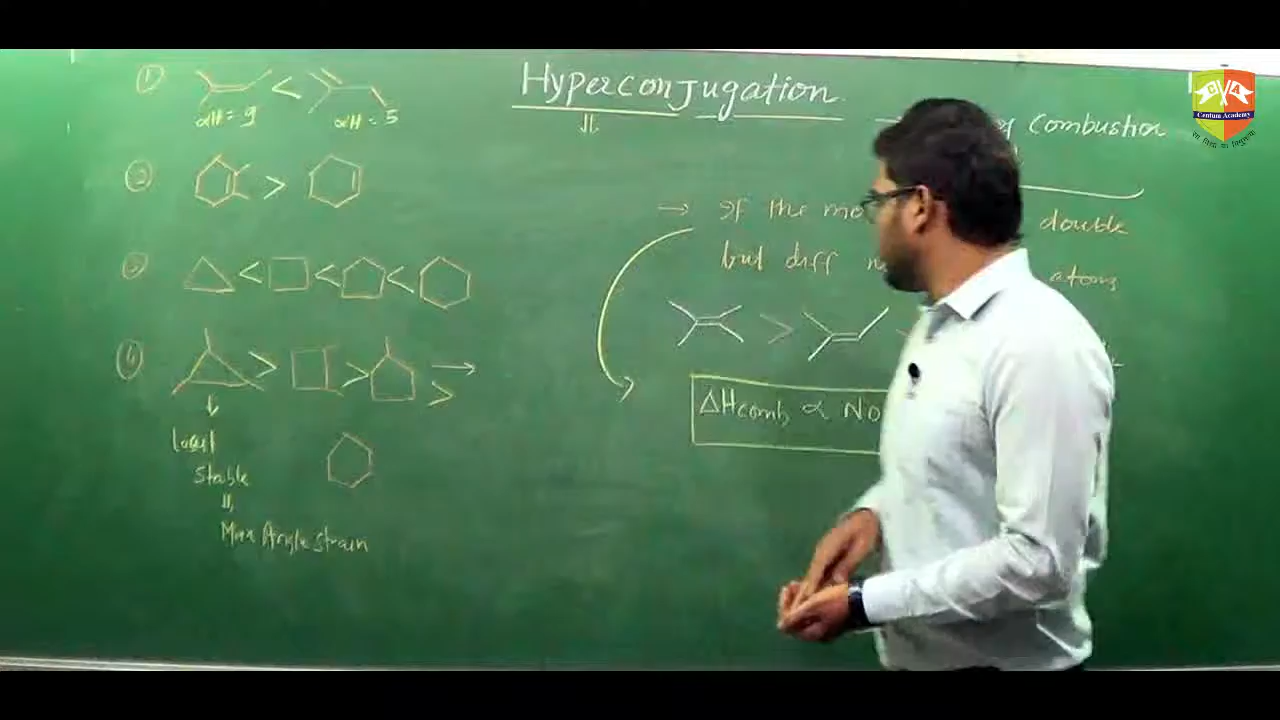 Hyperconjugation
of Combustion
①
<
αH = 9
αH = 5
②
>
③
< < <
④
> > >
Least
Stable
Max Angle strain
→ If the mo
double
but diff
atoms
>
ΔHcomb ∝ No
Centum Academy